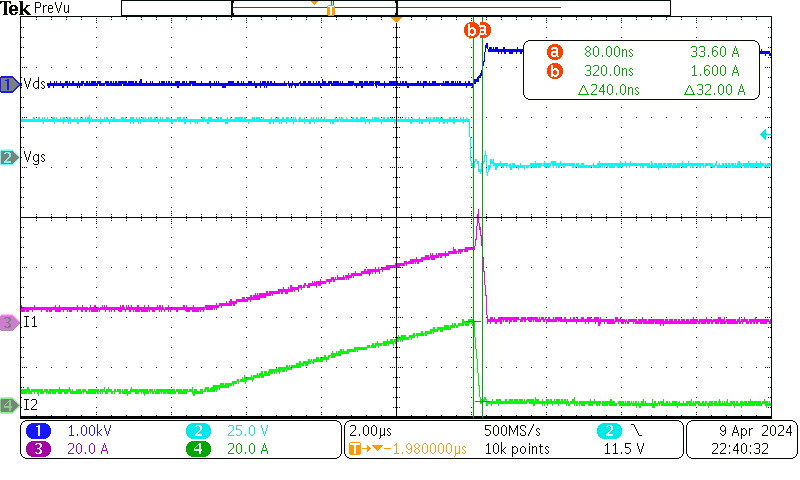 Tek PreVu
T
b a
a 80.00ns 33.60 A
b 320.0ns 1.600 A
△240.0ns △32.00 A
1 Vds
2 Vgs
3 I1
4 I2
1 1.00kV 2 25.0 V
3 20.0 A 4 20.0 A
2.00µs
T→▼−1.980000µs
500MS/s
10k points
2 ∖
11.5 V
9 Apr 2024
22:40:32